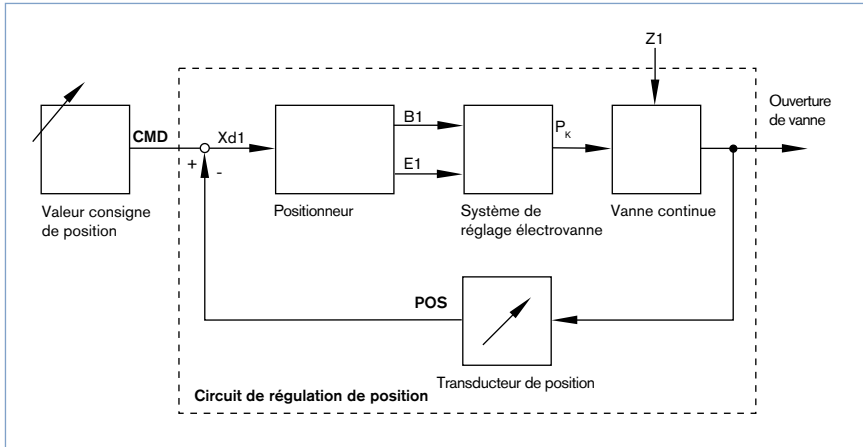 Z1
Ouverture
de vanne
CMD
Xd1
B1
E1
PK
+
-
Valeur consigne
de position
Positionneur
Système de
réglage électrovanne
Vanne continue
POS
Transducteur de position
Circuit de régulation de position